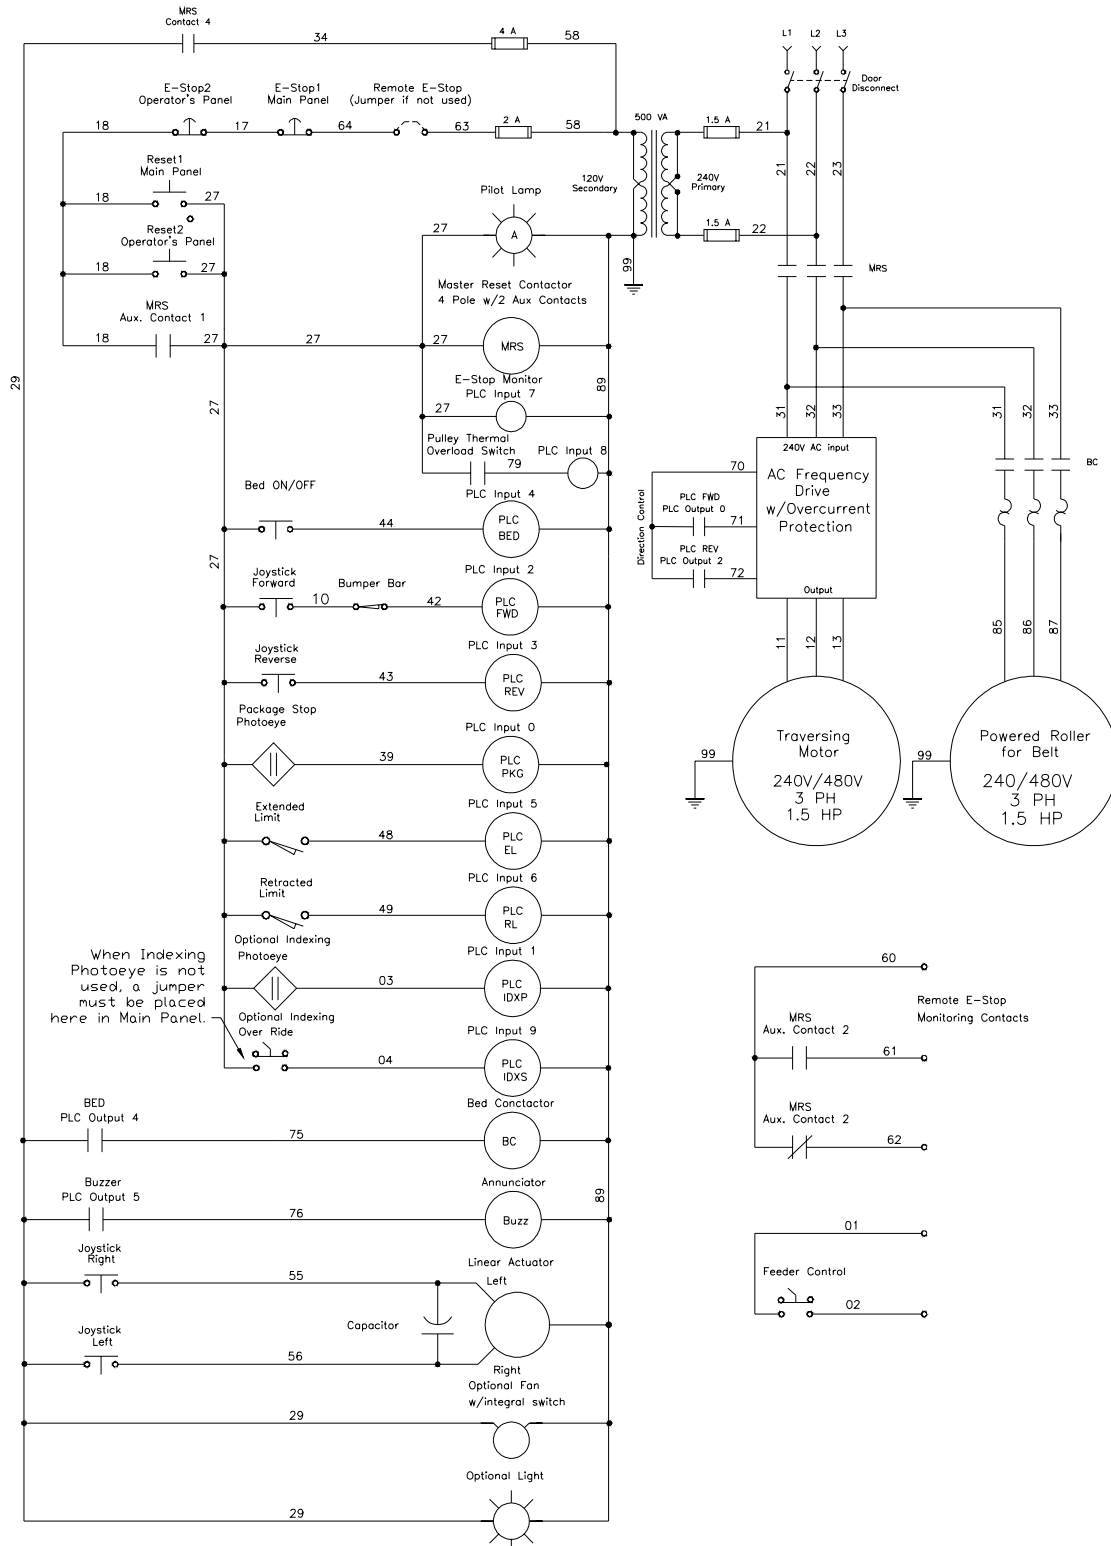 MRS
Contact 4
34
4 A
58
L1
L2
L3
Door
Disconnect
E-Stop2
Operator's Panel
E-Stop1
Main Panel
Remote E-Stop
(Jumper if not used)
18
17
64
63
2 A
58
500 VA
1.5 A
21
21
22
23
Reset1
Main Panel
18
27
120V
Secondary
240V
Primary
Pilot Lamp
27
A
1.5 A
22
Reset2
Operator's Panel
18
27
99
MRS
Master Reset Contactor
4 Pole w/2 Aux Contacts
MRS
Aux. Contact 1
18
27
27
27
MRS
29
27
89
E-Stop Monitor
PLC Input 7
27
31
32
33
31
32
33
Pulley Thermal
Overload Switch
79
PLC Input 8
240V AC input
AC Frequency
Drive
w/Overcurrent
Protection
Output
BC
Direction Control
70
PLC FWD
PLC Output 0
71
PLC REV
PLC Output 2
72
Bed ON/OFF
44
PLC Input 4
PLC
BED
27
Joystick
Forward
10
Bumper Bar
42
PLC Input 2
PLC
FWD
11
12
13
85
86
87
Joystick
Reverse
43
PLC Input 3
PLC
REV
Package Stop
Photoeye
39
PLC Input 0
PLC
PKG
99
Traversing
Motor
240V/480V
3 PH
1.5 HP
99
Powered Roller
for Belt
240/480V
3 PH
1.5 HP
Extended
Limit
48
PLC Input 5
PLC
EL
Retracted
Limit
49
PLC Input 6
PLC
RL
When Indexing
Photoeye is not
used, a jumper
must be placed
here in Main Panel.
Optional Indexing
Photoeye
03
PLC Input 1
PLC
IDXP
Optional Indexing
Over Ride
04
PLC Input 9
PLC
IDXS
60
Remote E-Stop
Monitoring Contacts
MRS
Aux. Contact 2
61
MRS
Aux. Contact 2
62
BED
PLC Output 4
75
Bed Conctactor
BC
Buzzer
PLC Output 5
76
Annunciator
Buzz
89
01
Feeder Control
02
Joystick
Right
55
Linear Actuator
Left
Capacitor
Joystick
Left
56
Right
Optional Fan
w/integral switch
29
Optional Light
29